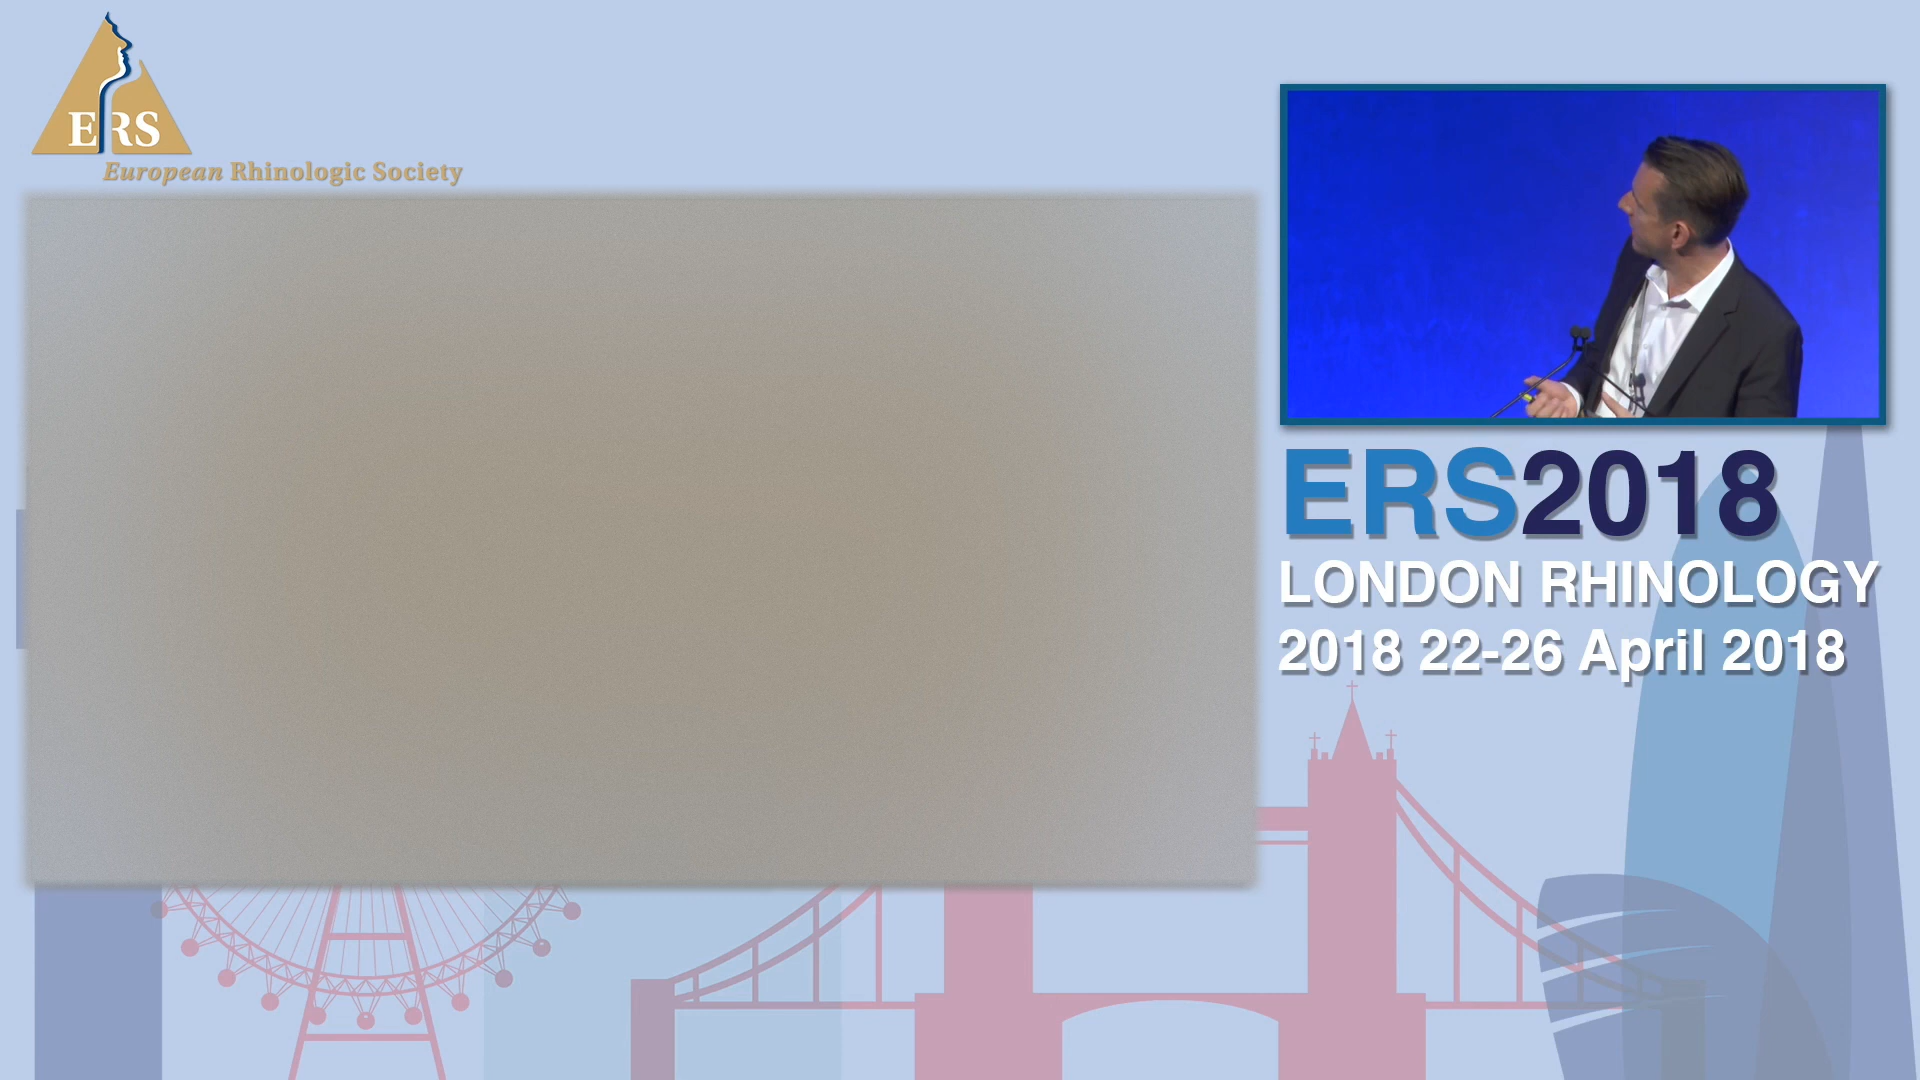 ERS
European Rhinologic Society
ERS2018
LONDON RHINOLOGY
2018 22-26 April 2018